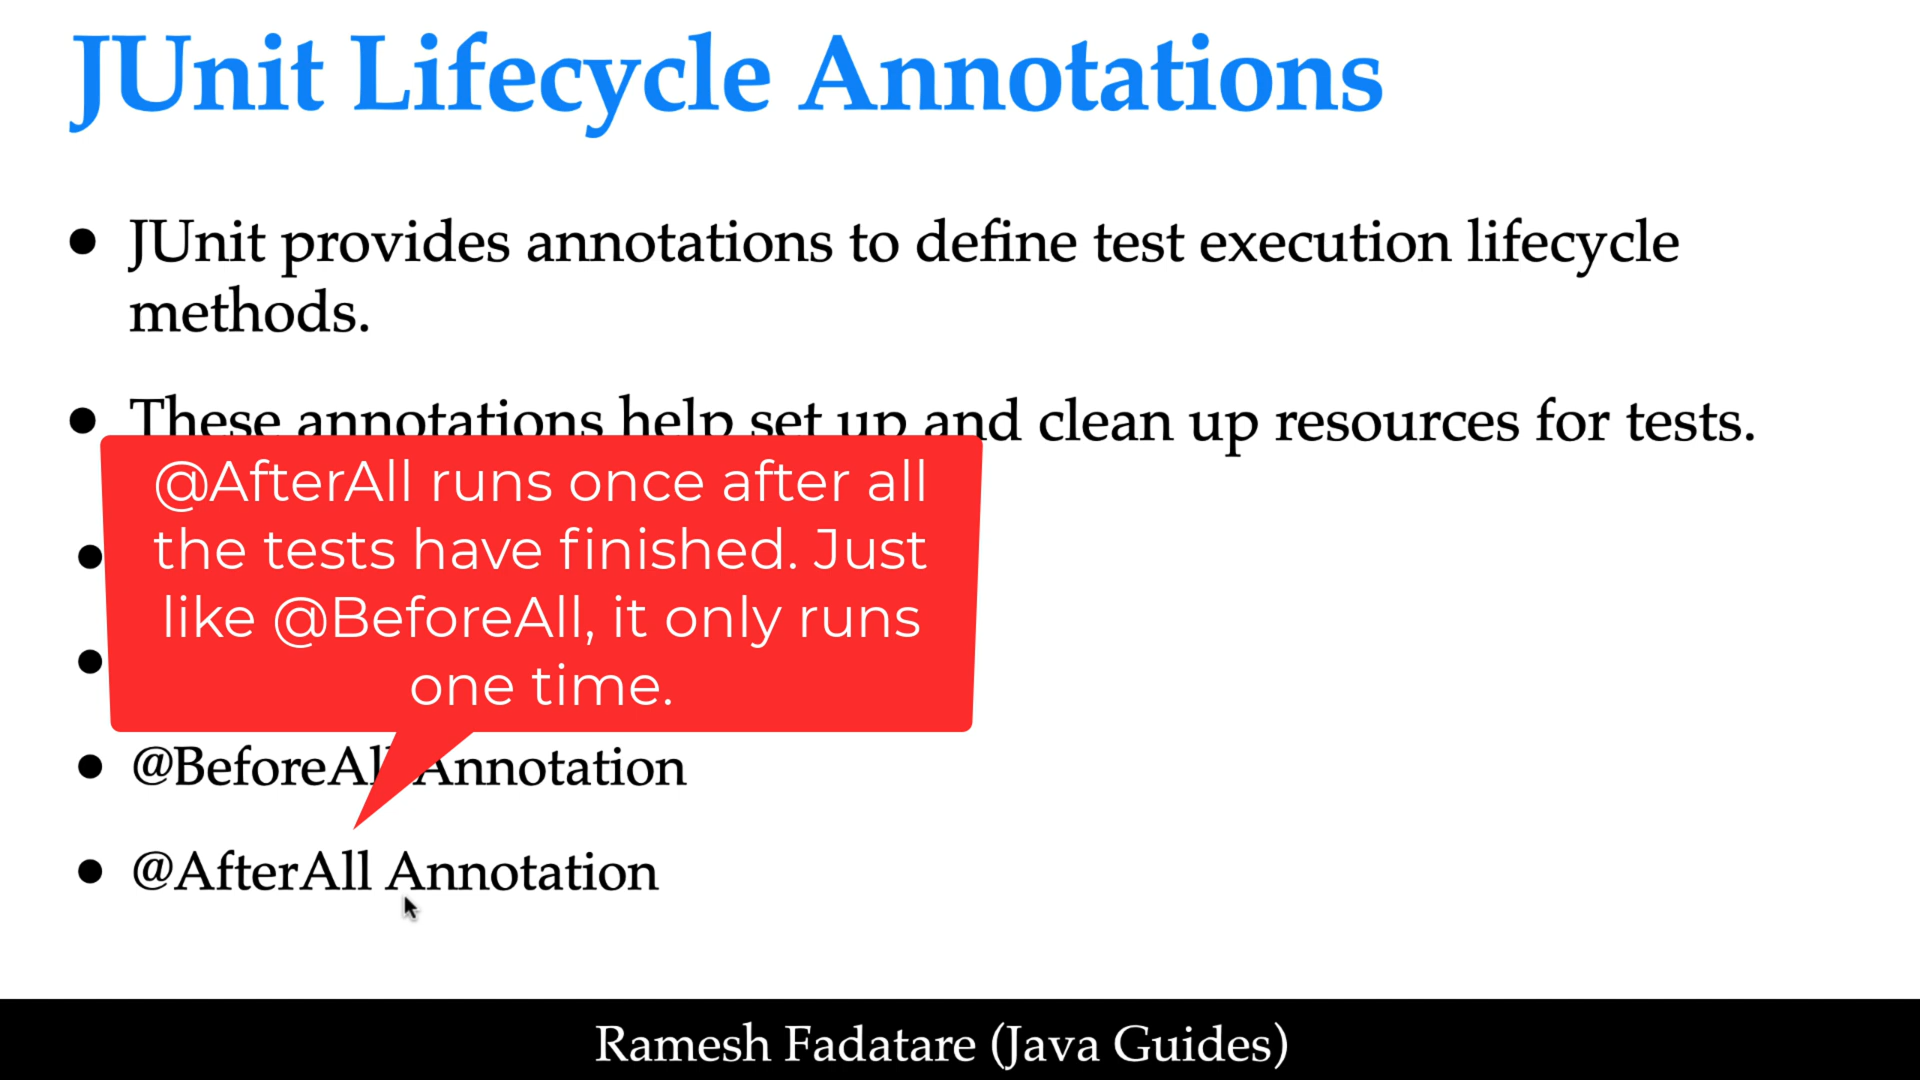 JUnit Lifecycle Annotations
• JUnit provides annotations to define test execution lifecycle
methods.
• These annotations help set up and clean up resources for tests.
@AfterAll runs once after all
the tests have finished. Just
like @BeforeAll, it only runs
one time.
• @BeforeAll Annotation
• @AfterAll Annotation
Ramesh Fadatare (Java Guides)